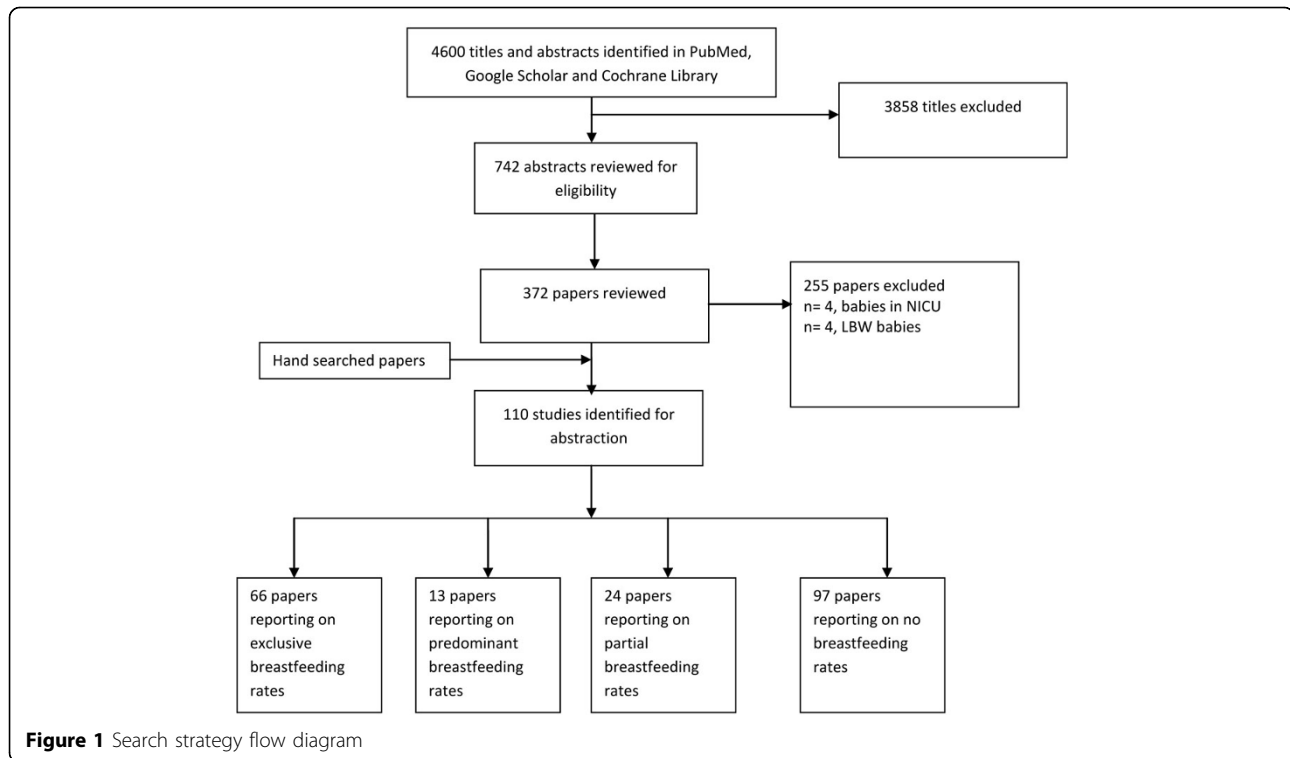 4600 titles and abstracts identified in PubMed,
Google Scholar and Cochrane Library
3858 titles excluded
742 abstracts reviewed for
eligibility
372 papers reviewed
255 papers excluded
n= 4, babies in NICU
n= 4, LBW babies
Hand searched papers
110 studies identified for
abstraction
66 papers
reporting on
exclusive
breastfeeding
rates
13 papers
reporting on
predominant
breastfeeding
rates
24 papers
reporting on
partial
breastfeeding
rates
97 papers
reporting on no
breastfeeding
rates
Figure 1 Search strategy flow diagram